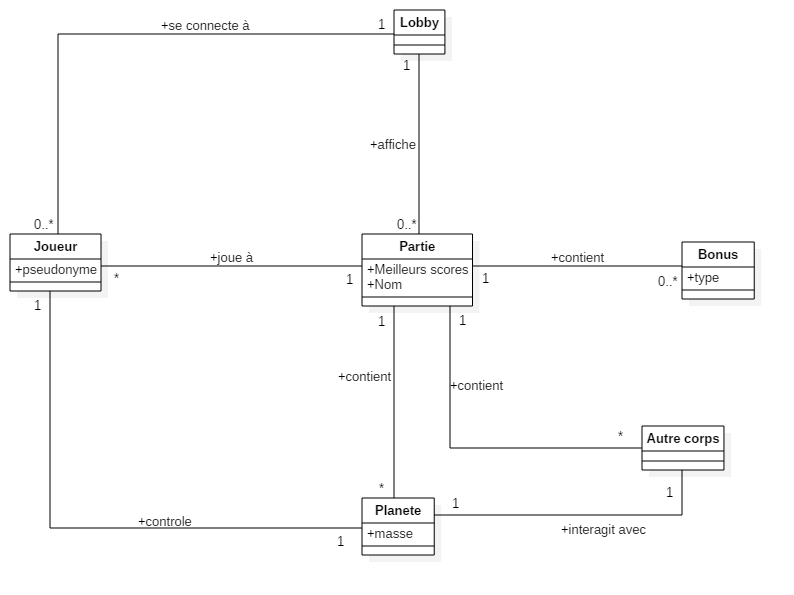 +se connecte à
1
Lobby
1
+affiche
0..*
0..*
Joueur
+pseudonyme
*
1
+joue à
1
Partie
+Meilleurs scores
+Nom
1
+contient
0..*
Bonus
+type
1
1
+contient
+contient
*
Autre corps
1
*
Planete
+masse
1
+interagit avec
+controle
1